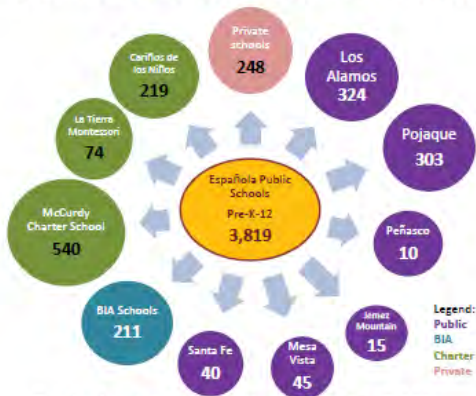 Private
schools
248
Los
Alamos
324
Cariños de
los Niños
219
Pojaque
303
La Tierra
Montessori
74
Española Public
Schools
Pre-K-12
3,819
McCurdy
Charter School
540
Peñasco
10
BIA Schools
211
Jemez
Mountain
15
Santa Fe
40
Mesa
Vista
45
Legend:
Public
BIA
Charter
Private